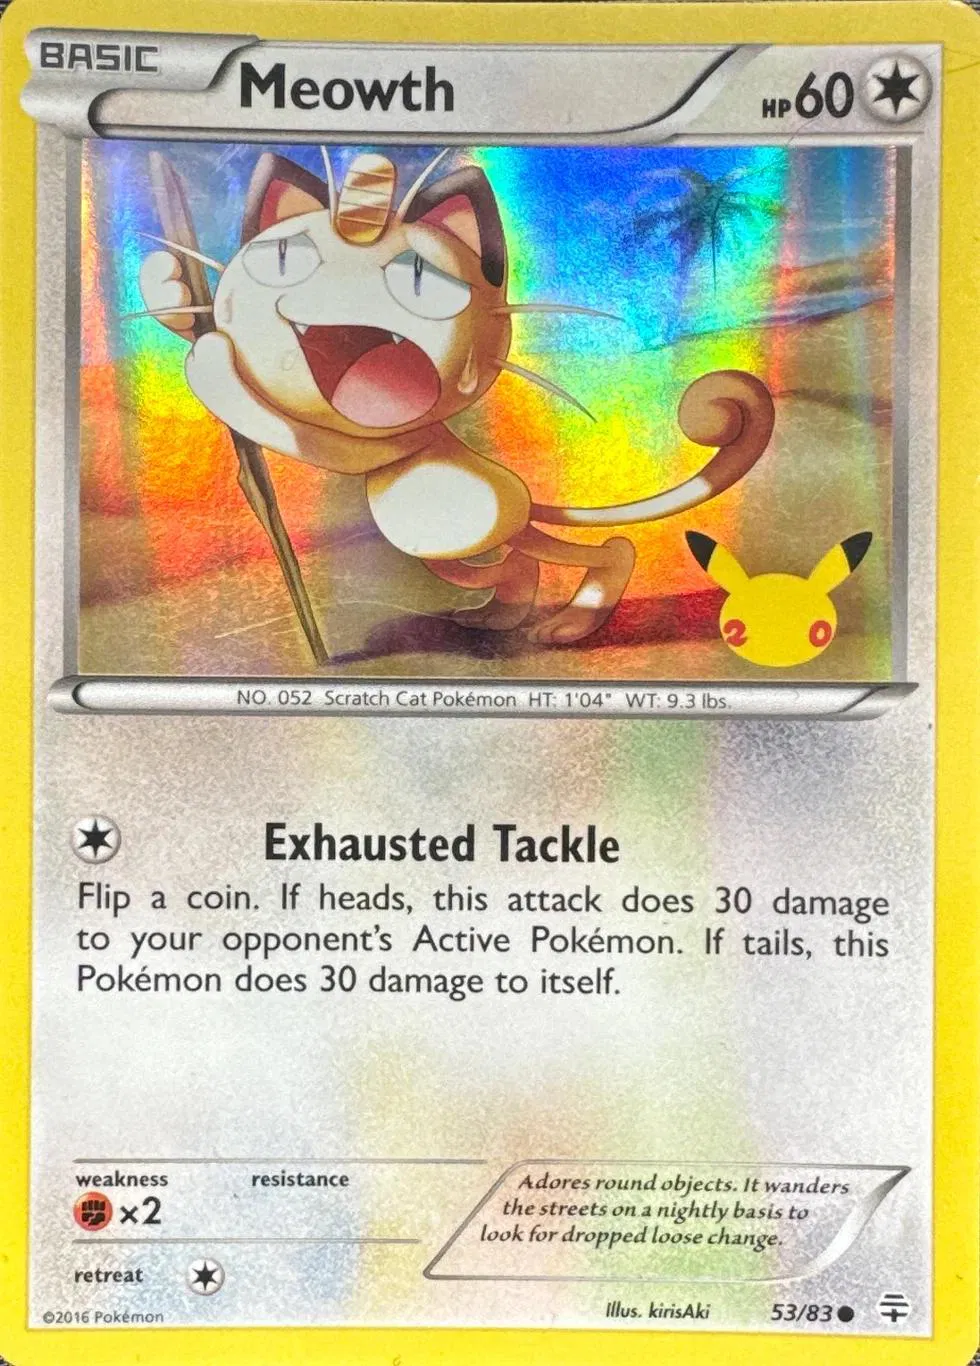 BASIC
Meowth
HP60
20
NO. 052 Scratch Cat Pokémon HT: 1'04" WT: 9.3 lbs.
Exhausted Tackle
Flip a coin. If heads, this attack does 30 damage
to your opponent's Active Pokémon. If tails, this
Pokémon does 30 damage to itself.
weakness resistance
×2
retreat
Adores round objects. It wanders
the streets on a nightly basis to
look for dropped loose change.
©2016 Pokémon
Illus. kirisAki
53/83